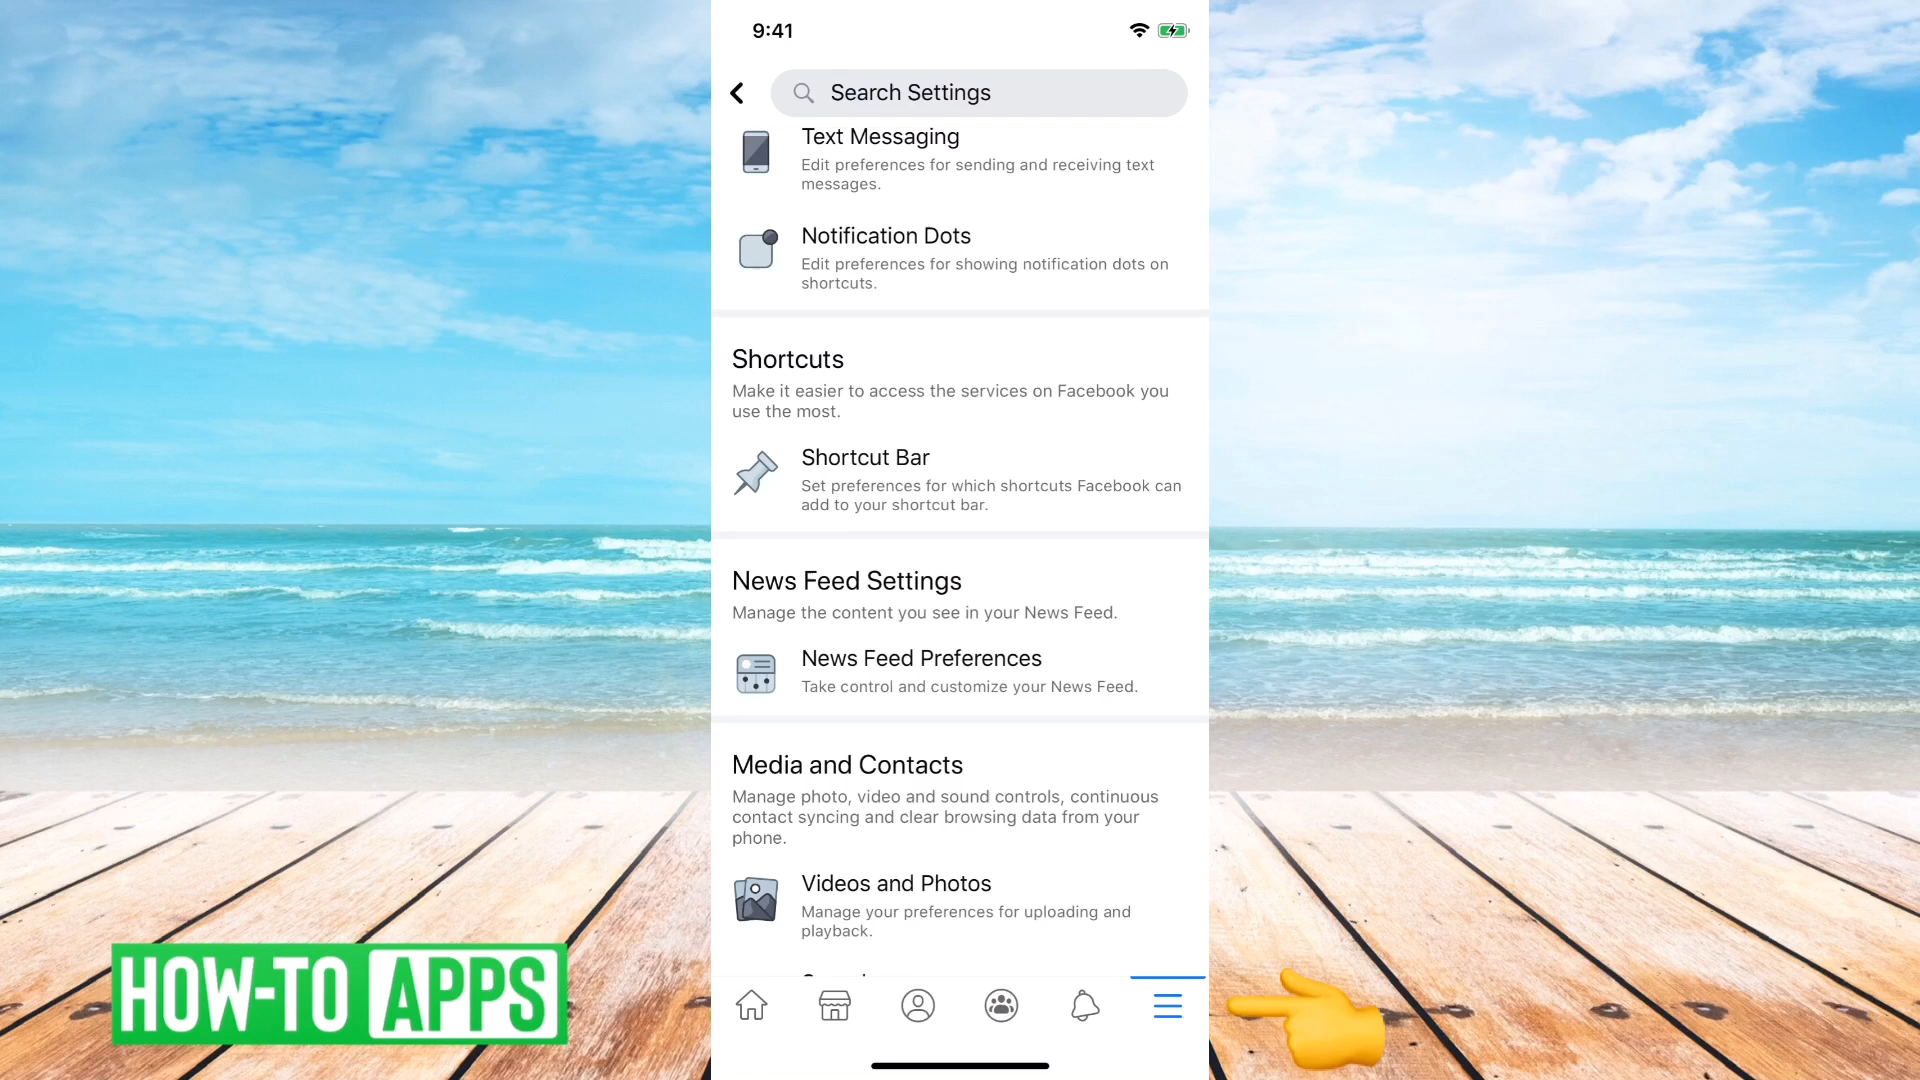 9:41
Search Settings
Text Messaging
Edit preferences for sending and receiving text
messages.
Notification Dots
Edit preferences for showing notification dots on
shortcuts.
Shortcuts
Make it easier to access the services on Facebook you
use the most.
Shortcut Bar
Set preferences for which shortcuts Facebook can
add to your shortcut bar.
News Feed Settings
Manage the content you see in your News Feed.
News Feed Preferences
Take control and customize your News Feed.
Media and Contacts
Manage photo, video and sound controls, continuous
contact syncing and clear browsing data from your
phone.
Videos and Photos
Manage your preferences for uploading and
playback.
HOW-TO APPS